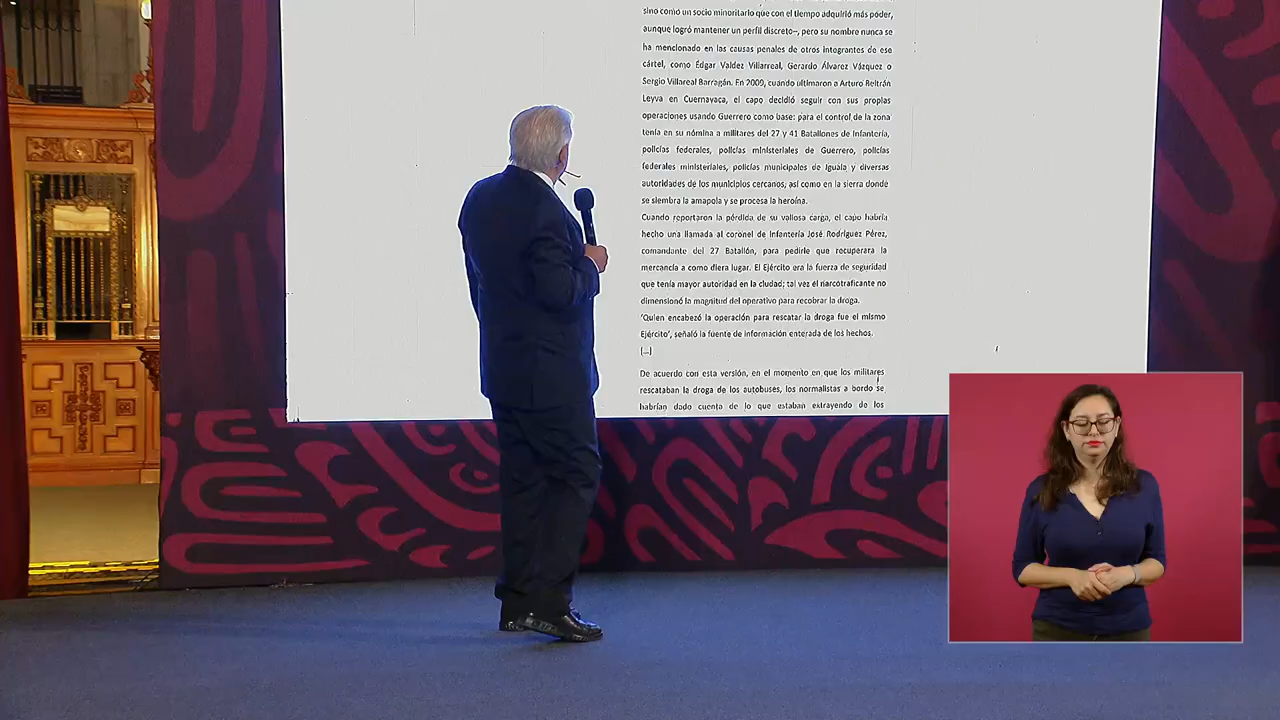 sino como un socio minoritario que con el tiempo adquirió más poder,
aunque logró mantener un perfil discreto–, pero su nombre nunca se
ha mencionado en las causas penales de otros integrantes de ese
cártel, como Édgar Valdez Villarreal, Gerardo Álvarez Vázquez o
Sergio Villareal Barragán. En 2009, cuando ultimaron a Arturo Beltrán
Leyva en Cuernavaca, el capo decidió seguir con sus propias
operaciones usando Guerrero como base: para el control de la zona
tenía en su nómina a militares del 27 y 41 Batallones de Infantería,
policías federales, policías ministeriales de Guerrero, policías
federales ministeriales, policías municipales de Iguala y diversas
autoridades de los municipios cercanos, así como en la sierra donde
se siembra la amapola y se procesa la heroína.
Cuando reportaron la pérdida de su valiosa carga, el capo habría
hecho una llamada al coronel de Infantería José Rodríguez Pérez,
comandante del 27 Batallón, para pedirle que recuperara la
mercancía a como diera lugar. El Ejército era la fuerza de seguridad
que tenía mayor autoridad en la ciudad; tal vez el narcotraficante no
dimensionó la magnitud del operativo para recobrar la droga.
'Quien encabezó la operación para rescatar la droga fue el mismo
Ejército', señaló la fuente de información enterada de los hechos.
[...]
De acuerdo con esta versión, en el momento en que los militares
rescataban la droga de los autobuses, los normalistas a bordo se
habrían dado cuenta de lo que estaban extrayendo de los